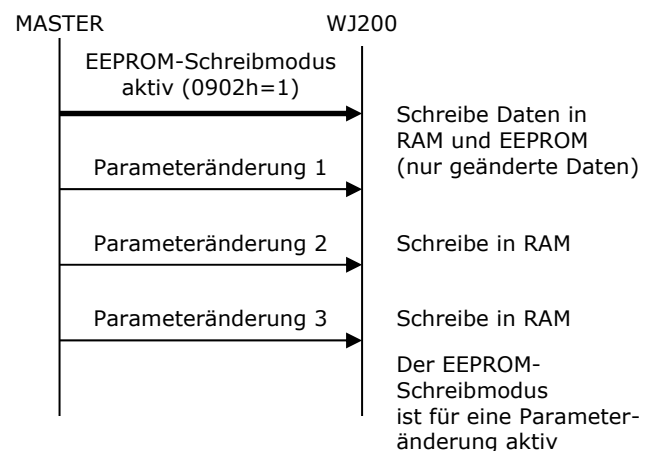 MASTER WJ200
EEPROM-Schreibmodus
aktiv (0902h=1)
Schreibe Daten in
RAM und EEPROM
(nur geänderte Daten)
Parameteränderung 1
Parameteränderung 2 Schreibe in RAM
Parameteränderung 3 Schreibe in RAM
Der EEPROM-
Schreibmodus
ist für eine Parameter-
änderung aktiv